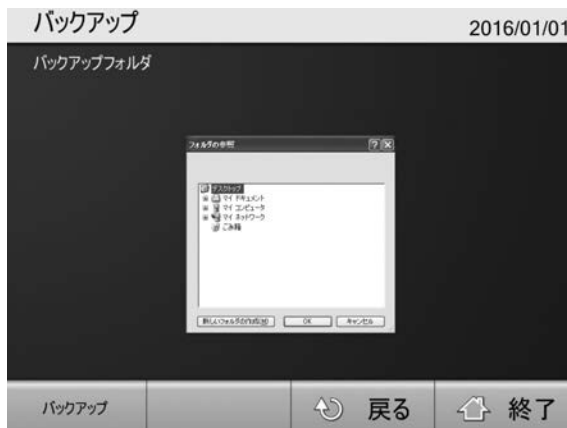 バックアップ
2016/01/01
バックアップフォルダ
フォルダの参照
デスクトップ
マイ ドキュメント
マイ コンピュータ
マイ ネットワーク
ごみ箱
新しいフォルダの作成(M)
OK
キャンセル
バックアップ
戻る
終了